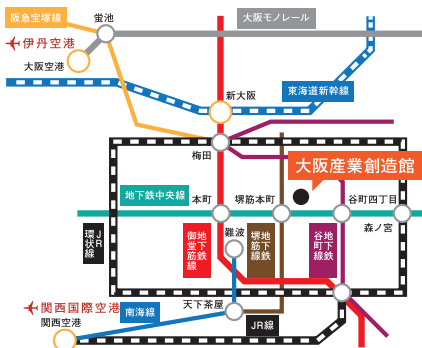 阪急宝塚線
蛍池
大阪モノレール
伊丹空港
大阪空港
新大阪
東海道新幹線
梅田
大阪産業創造館
地下鉄中央線
本町
堺筋本町
谷町四丁目
森ノ宮
JR
環状線
地下鉄
御堂筋線
難波
地下鉄
堺筋線
地下鉄
谷町線
関西国際空港
関西空港
南海線
天下茶屋
JR線